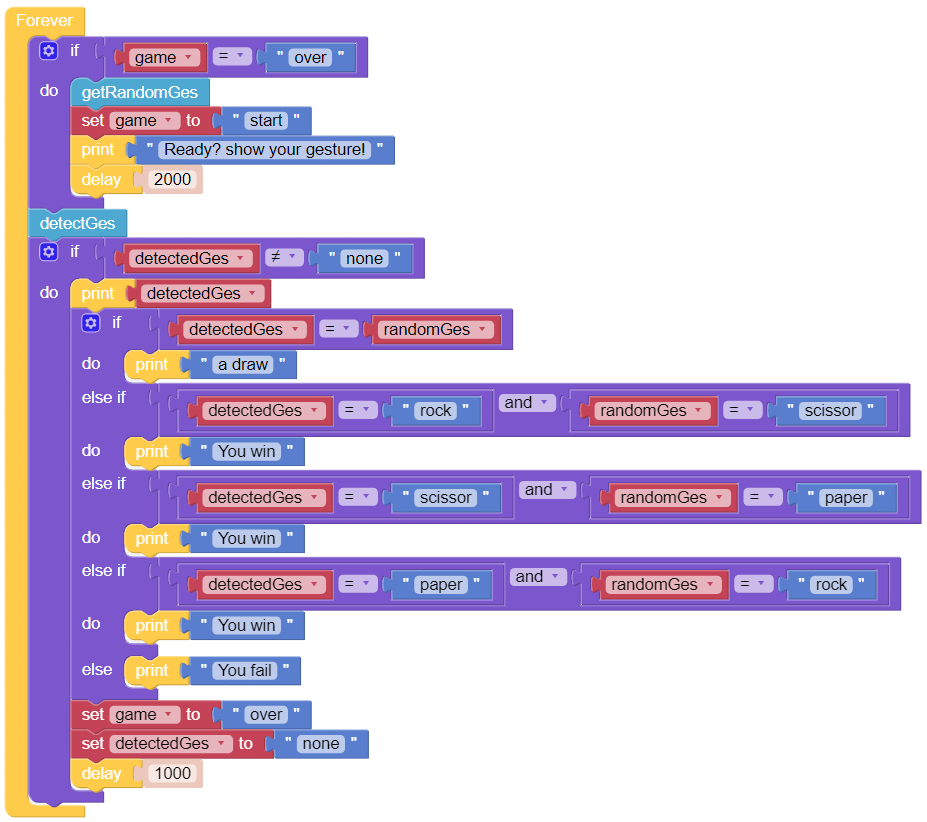 Forever
if game = " over "
do getRandomGes
set game to " start "
print " Ready? show your gesture! "
delay 2000
detectGes
if detectedGes ≠ " none "
do print detectedGes
if detectedGes = randomGes
do print " a draw "
else if detectedGes = " rock " and randomGes = " scissor "
do print " You win "
else if detectedGes = " scissor " and randomGes = " paper "
do print " You win "
else if detectedGes = " paper " and randomGes = " rock "
do print " You win "
else print " You fail "
set game to " over "
set detectedGes to " none "
delay 1000